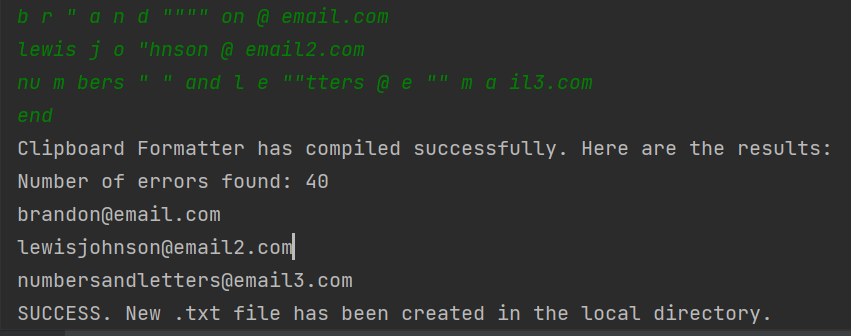 b r " a n d """" on @ email.com
lewis j o "hnson @ email2.com
nu m bers " " and l e ""tters @ e "" m a il3.com
end
Clipboard Formatter has compiled successfully. Here are the results:
Number of errors found: 40
brandon@email.com
lewisjohnson@email2.com
numbersandletters@email3.com
SUCCESS. New .txt file has been created in the local directory.